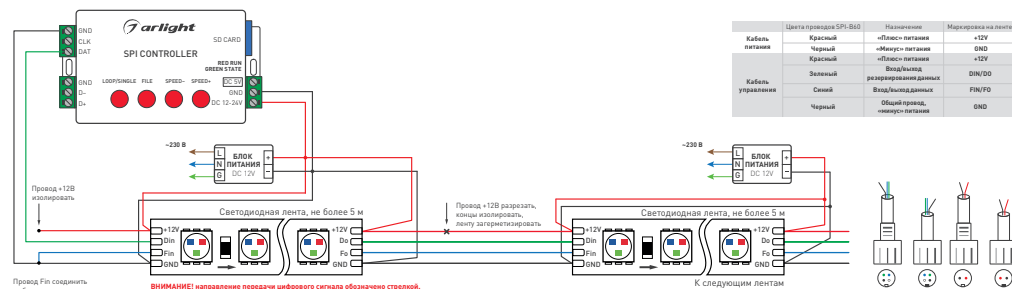 GND
CLK
DAT
arlight
SD CARD
SPI CONTROLLER
RED RUN
GREEN STATE
GND
D–
D+
LOOP/SINGLE FILE SPEED– SPEED+
DC 5V
GND
DC 12-24V
Цвета проводов SPI-B60 Назначение Маркировка на ленте
Кабель питания
Красный «Плюс» питания +12V
Черный «Минус» питания GND
Кабель управления
Красный «Плюс» питания +12V
Зеленый Вход/выход резервирования данных DIN/DO
Синий Вход/выход данных FIN/FO
Черный Общий провод, «минус» питания GND
~230 В
L
N
G
БЛОК
ПИТАНИЯ
DC 12V
+
–
~230 В
L
N
G
БЛОК
ПИТАНИЯ
DC 12V
+
–
Провод +12В
изолировать
Светодиодная лента, не более 5 м
+12V
Din
Fin
GND
+12V
Do
Fo
GND
Провод +12В разрезать,
концы изолировать,
ленту загерметизировать
Светодиодная лента, не более 5 м
+12V
Din
Fin
GND
+12V
Do
Fo
GND
К следующим лентам
Провод Fin соединить
ВНИМАНИЕ! направление передачи цифрового сигнала обозначено стрелкой.